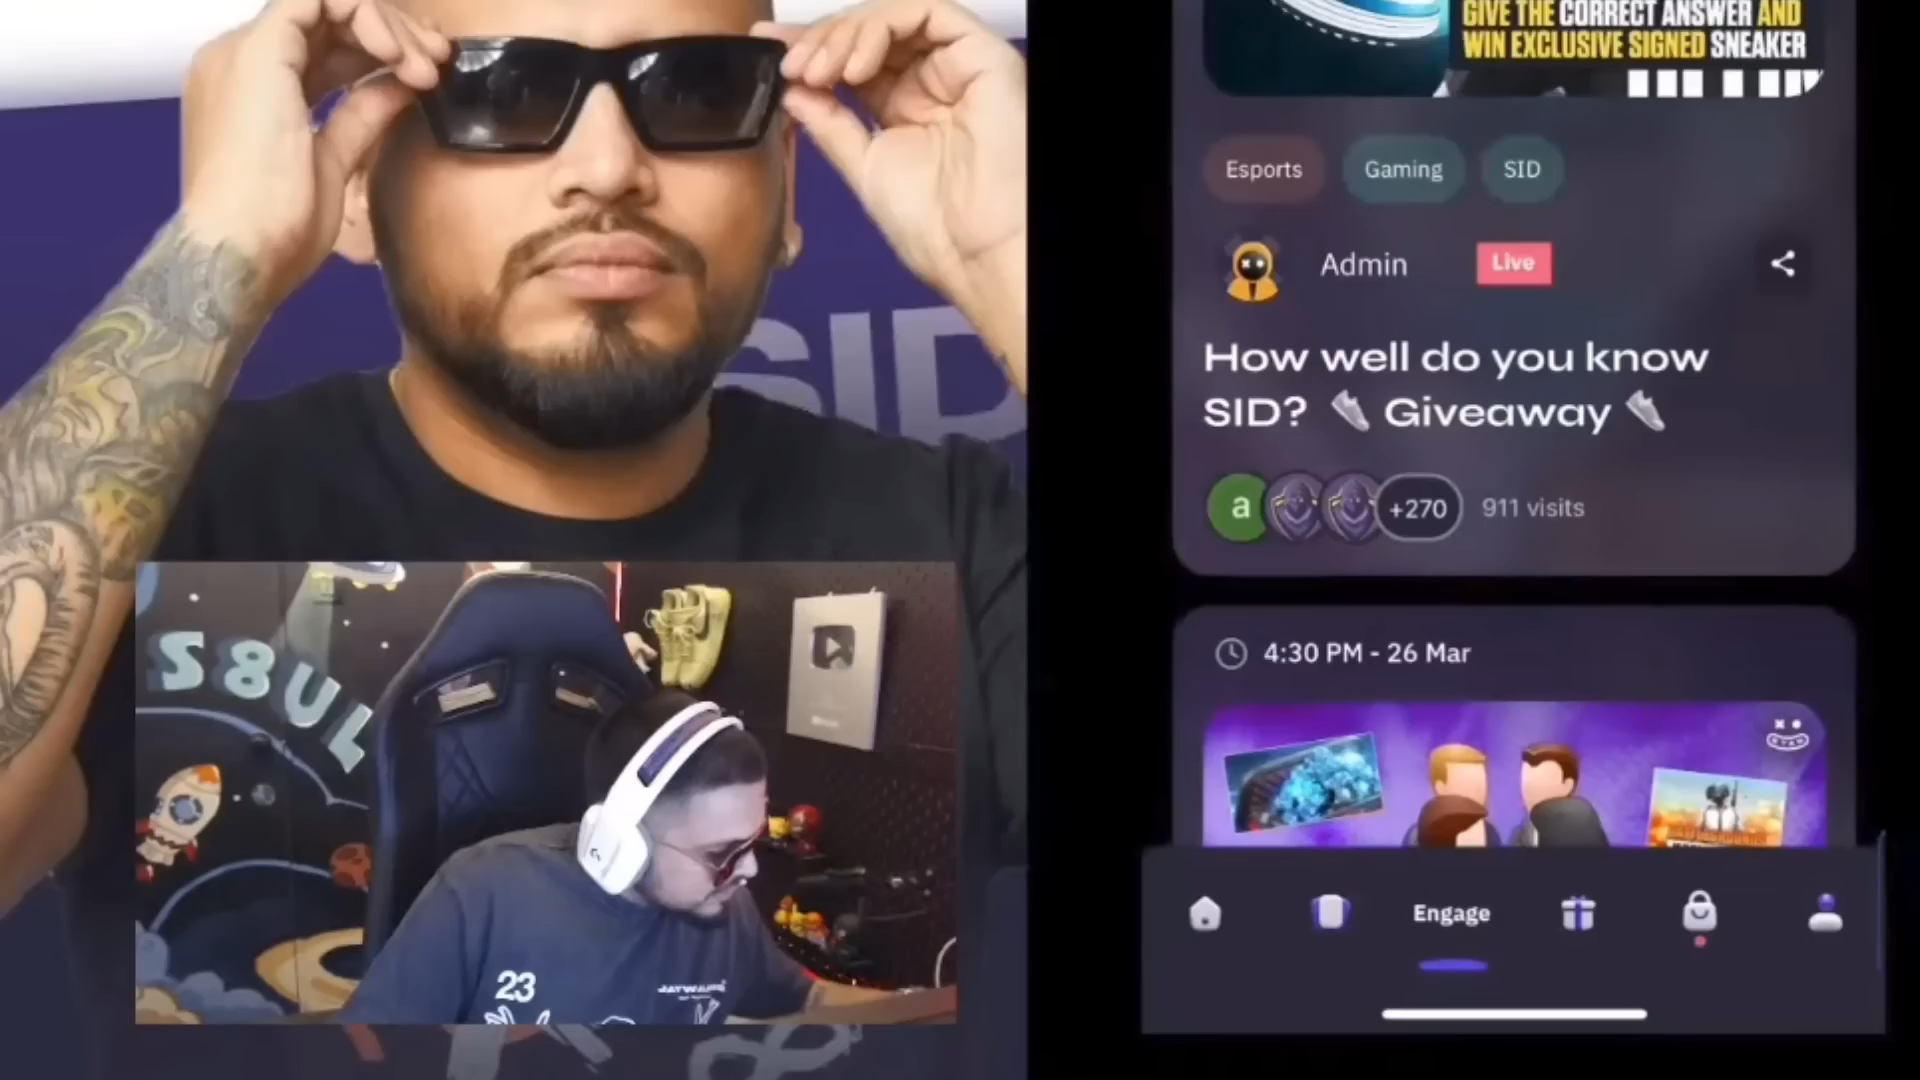 GIVE THE CORRECT ANSWER AND
WIN EXCLUSIVE SIGNED SNEAKER
Esports
Gaming
SID
Admin
Live
How well do you know
SID? 👟 Giveaway 👟
a
+270
911 visits
4:30 PM - 26 Mar
Engage
SID
S8UL
23